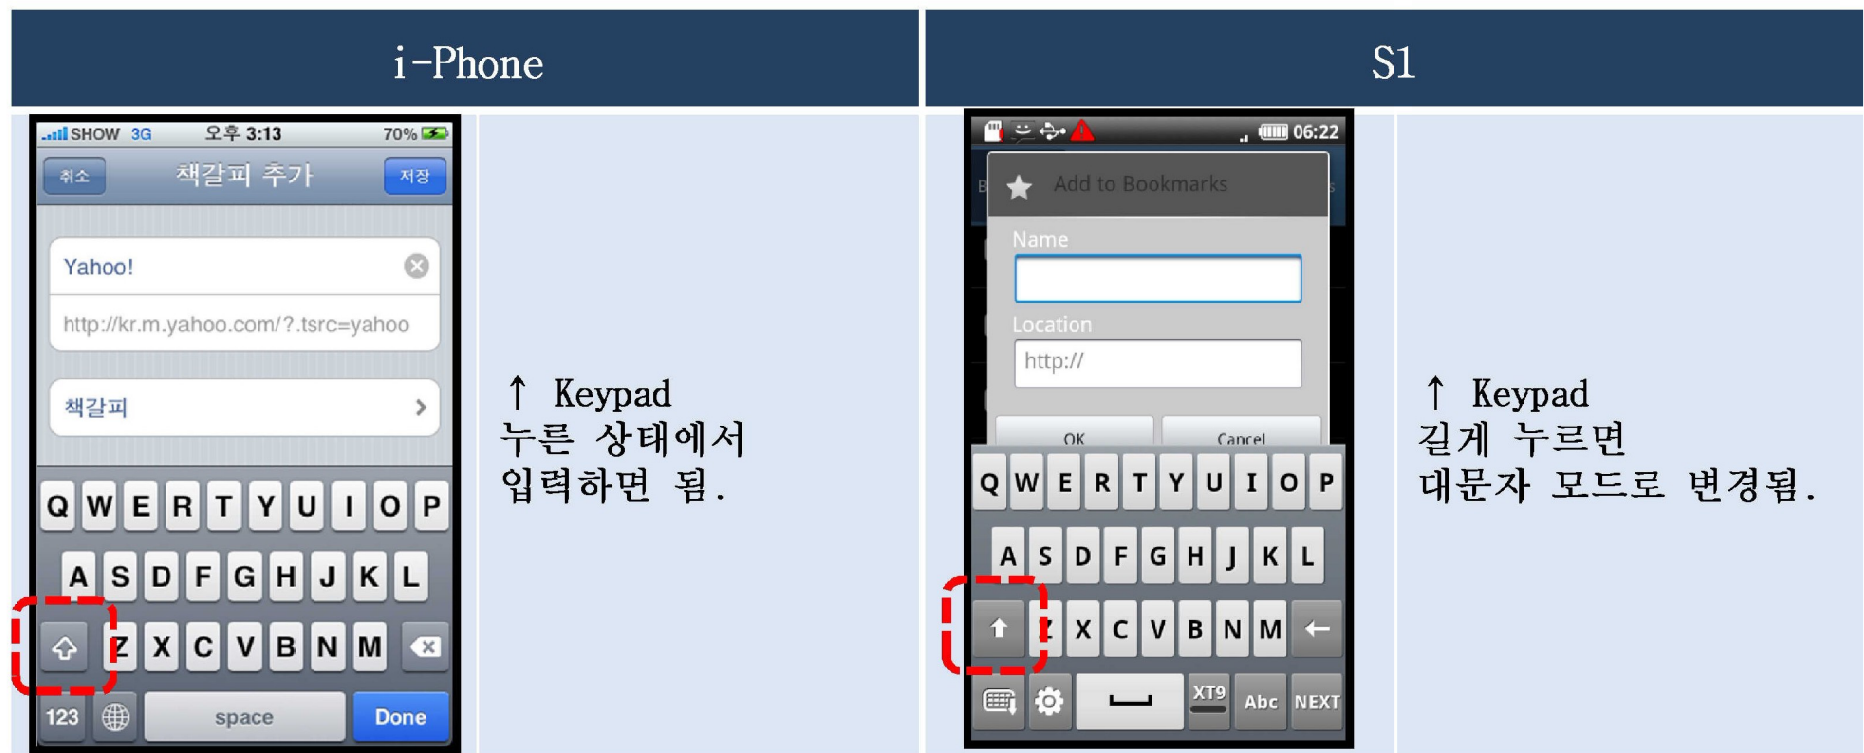 i-Phone
S1
SHOW 3G 오후 3:13 70%
취소 책갈피 추가 저장
Yahoo!
http://kr.m.yahoo.com/?.tsrc=yahoo
책갈피
Q W E R T Y U I O P
A S D F G H J K L
Z X C V B N M
123 space Done
↑ Keypad
누른 상태에서
입력하면 됨.
06:22
Add to Bookmarks
Name
Location
http://
OK Cancel
Q W E R T Y U I O P
A S D F G H J K L
Z X C V B N M
XT9 Abc NEXT
↑ Keypad
길게 누르면
대문자 모드로 변경됨.